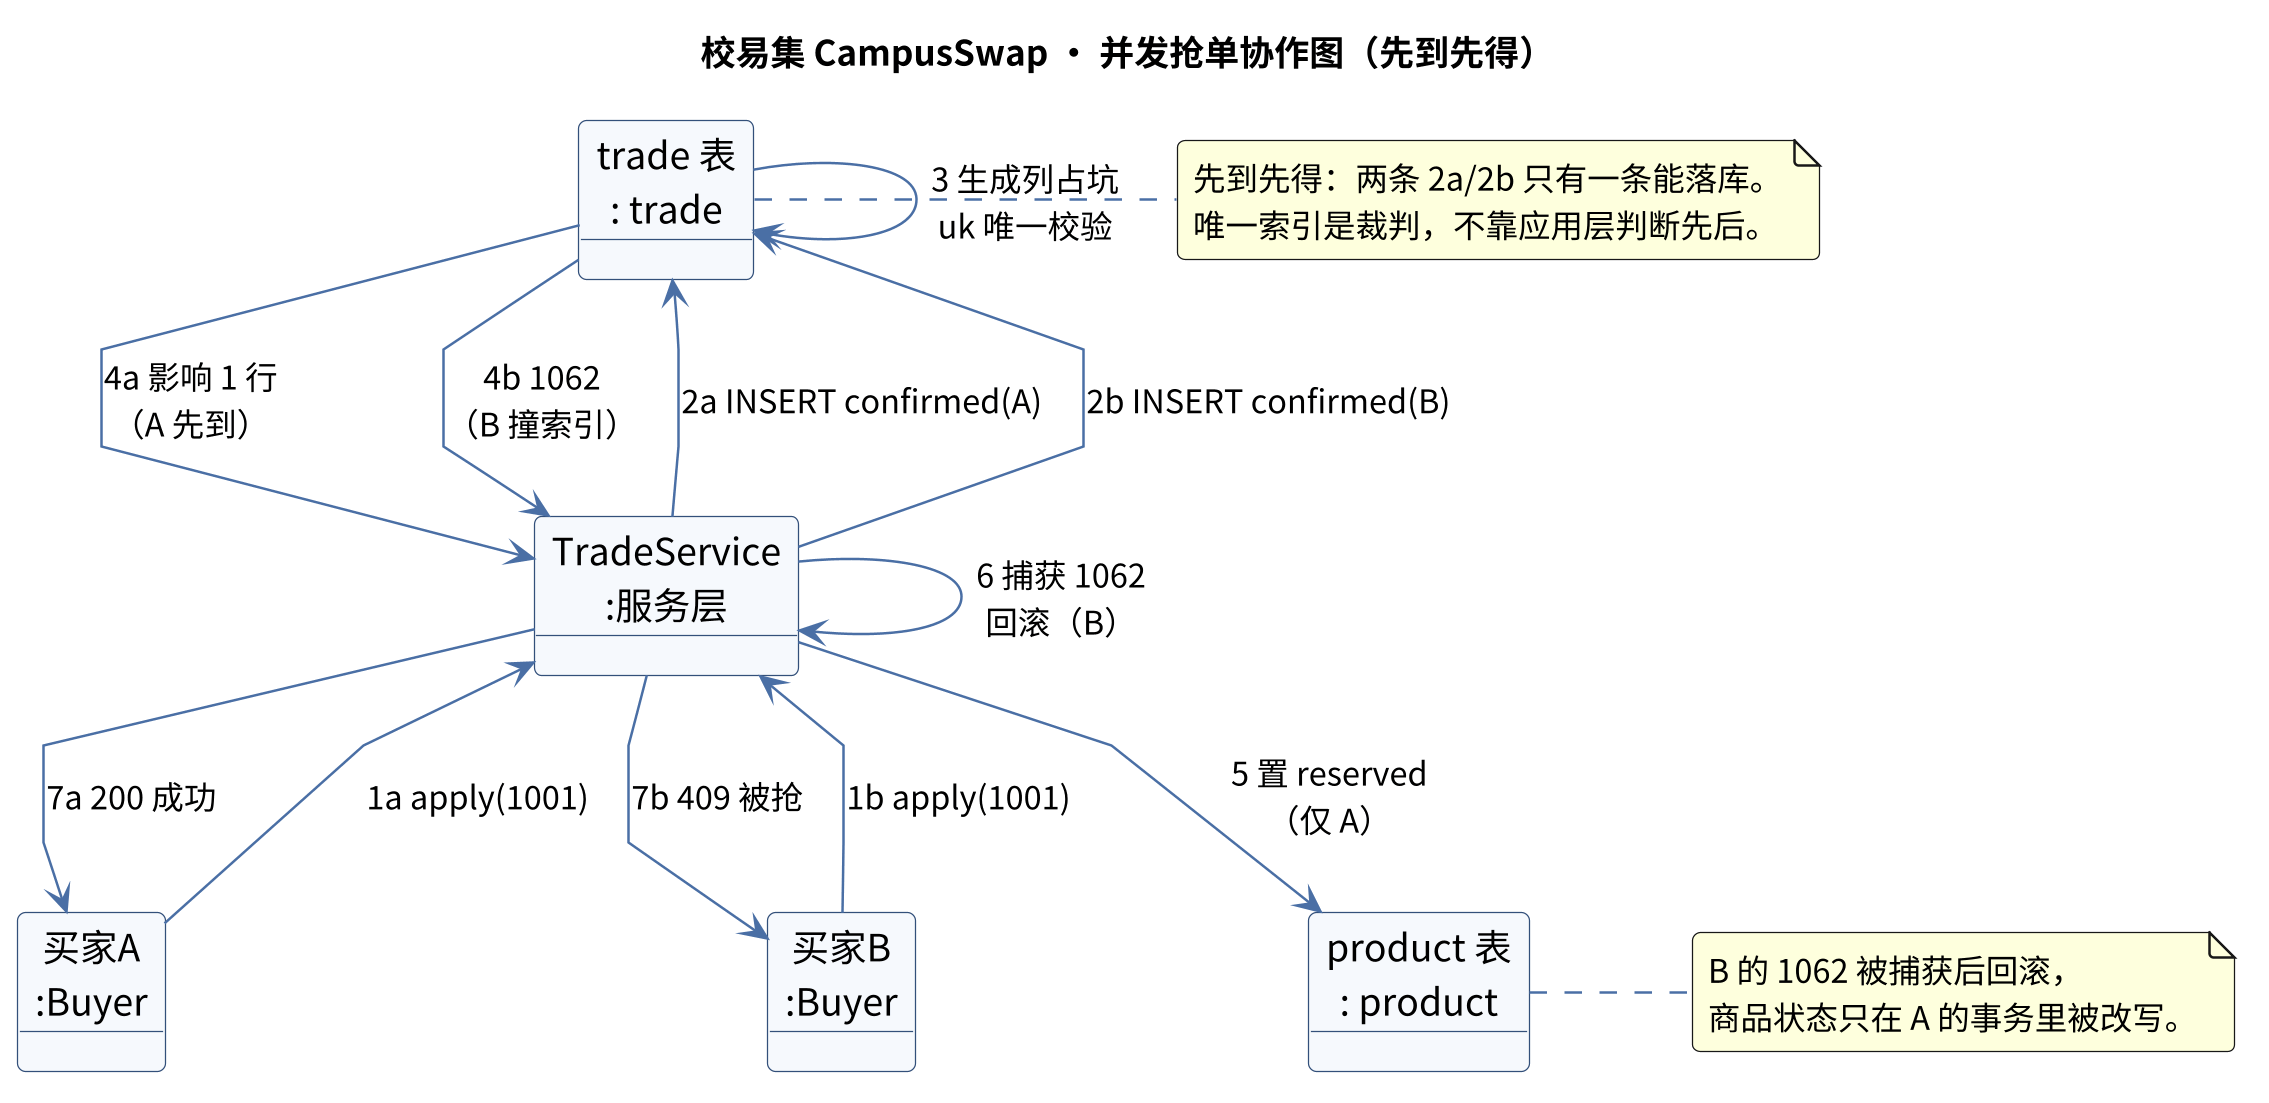 校易集 CampusSwap · 并发抢单协作图（先到先得）
trade 表
: trade
3 生成列占坑
uk 唯一校验
先到先得：两条 2a/2b 只有一条能落库。
唯一索引是裁判，不靠应用层判断先后。
4a 影响 1 行
（A 先到）
4b 1062
（B 撞索引）
2a INSERT confirmed(A)
2b INSERT confirmed(B)
TradeService
:服务层
6 捕获 1062
回滚（B）
7a 200 成功
1a apply(1001)
7b 409 被抢
1b apply(1001)
5 置 reserved
（仅 A）
买家A
:Buyer
买家B
:Buyer
product 表
: product
B 的 1062 被捕获后回滚，
商品状态只在 A 的事务里被改写。